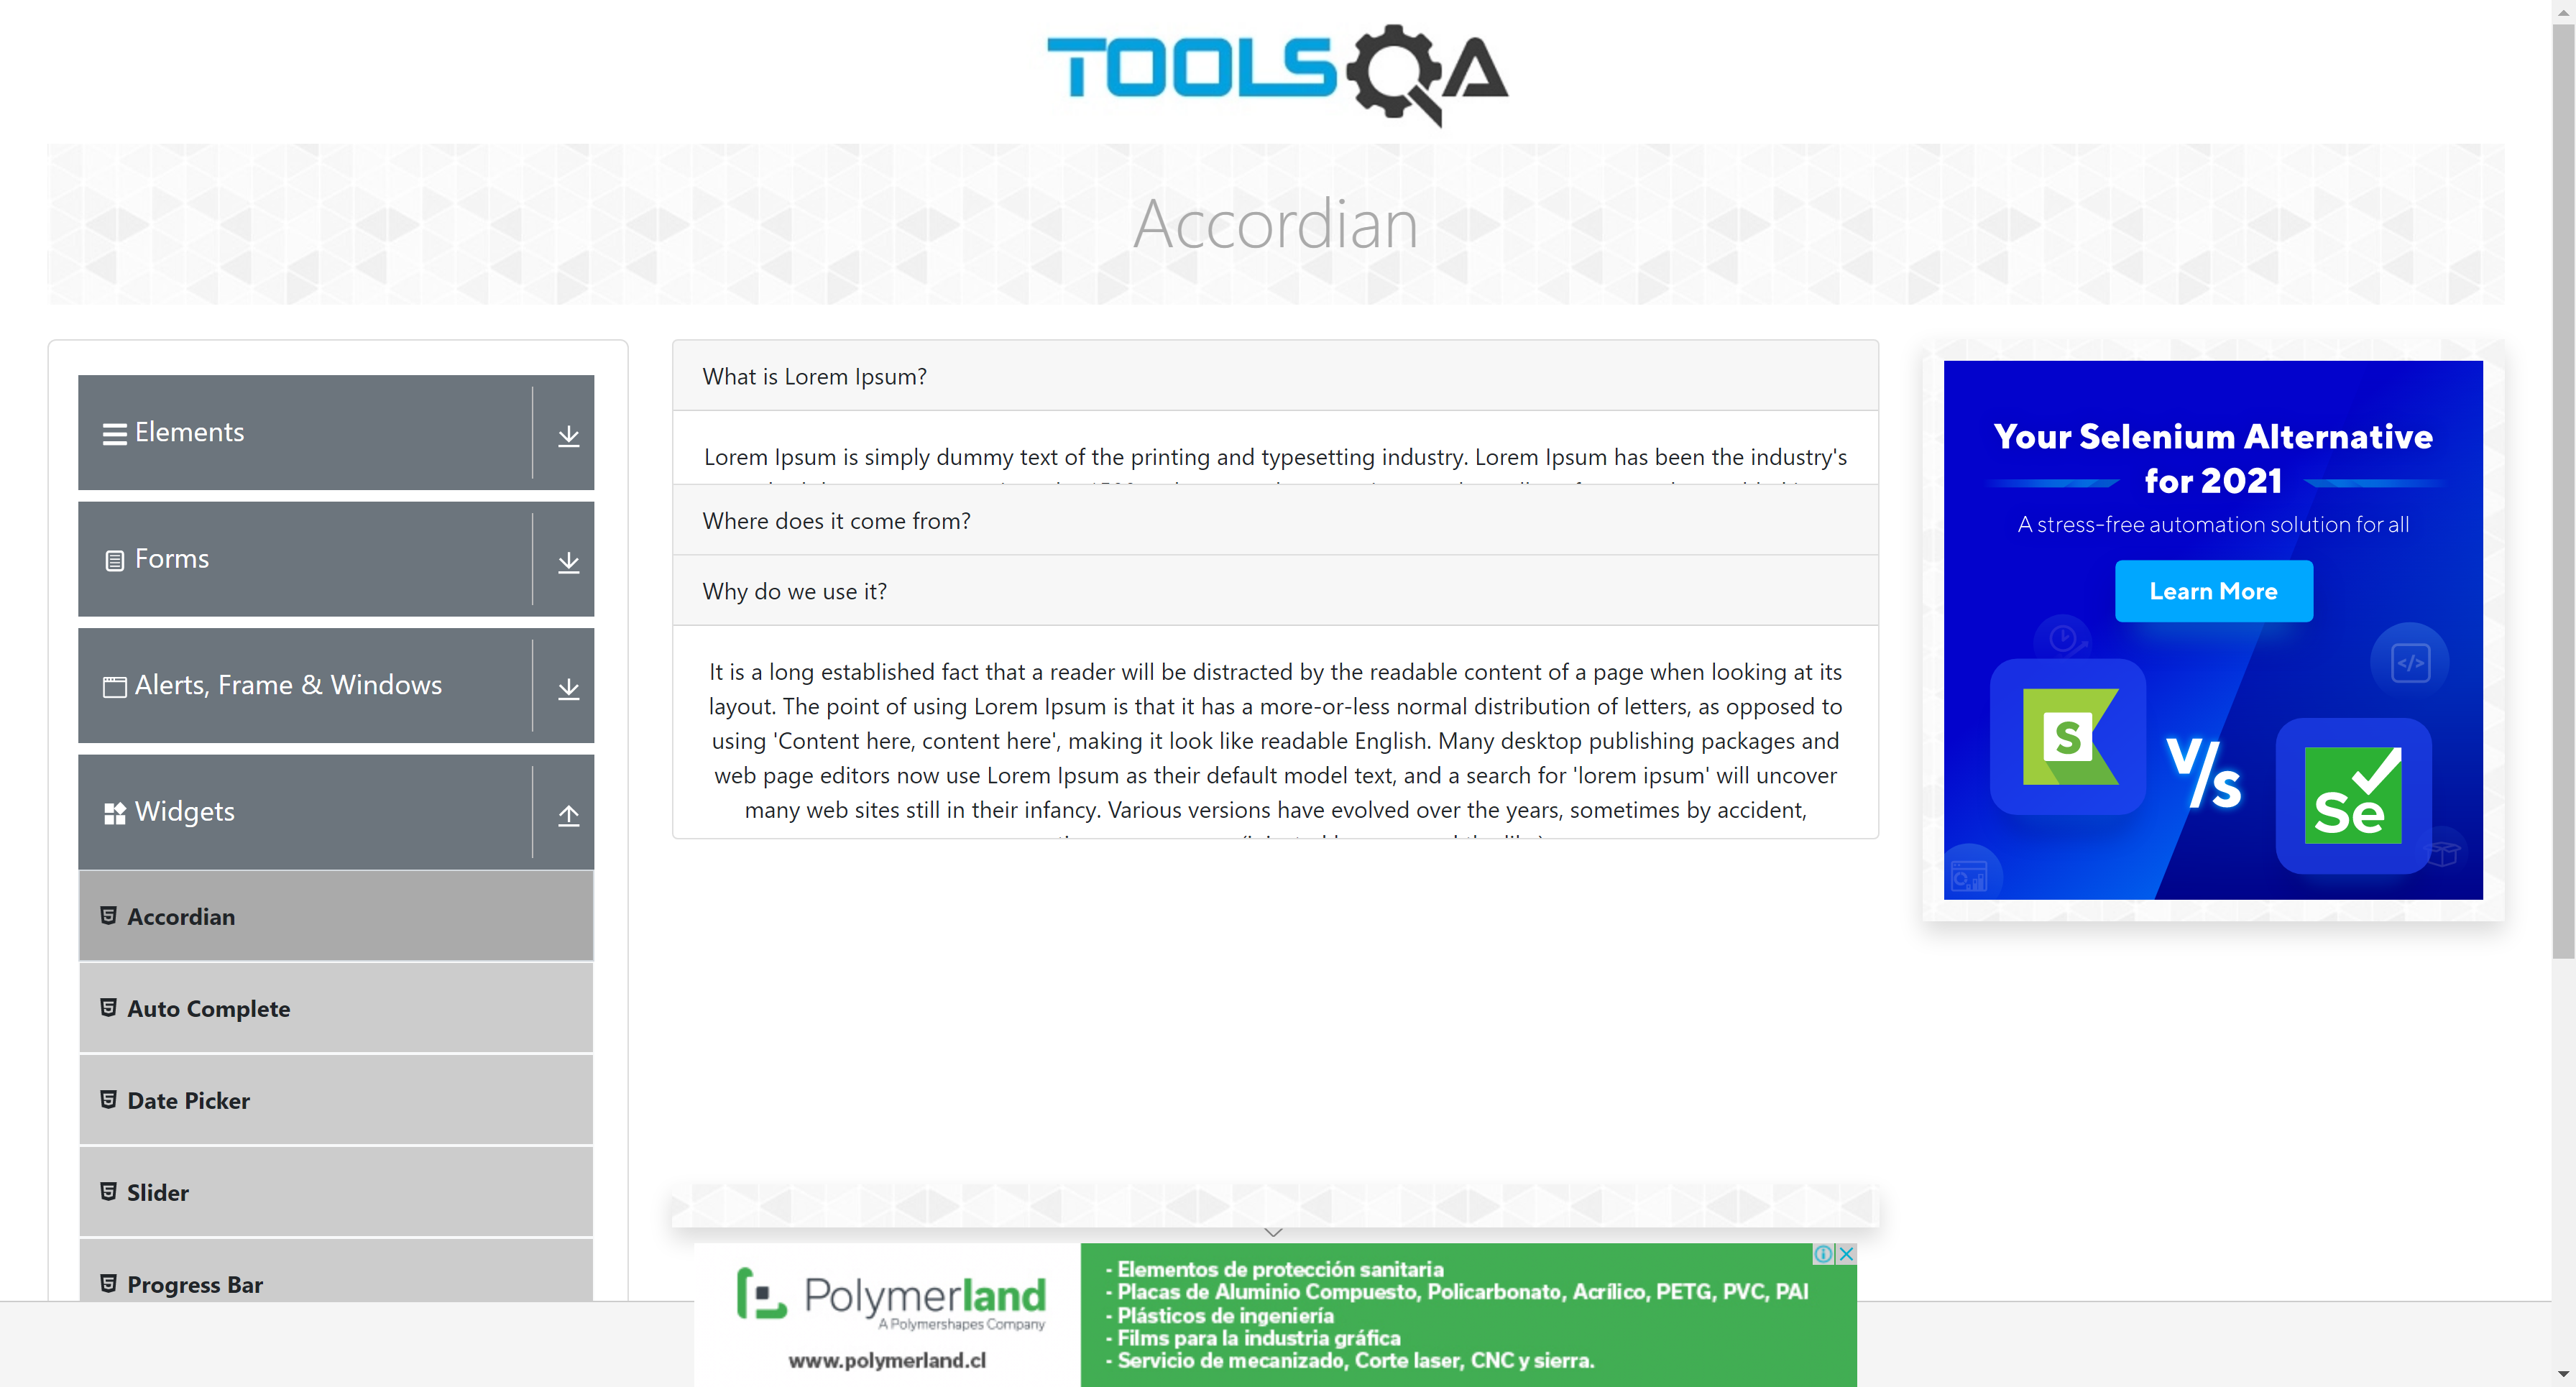 TOOLSQA
Accordian
Elements
Forms
Alerts, Frame & Windows
Widgets
Accordian
Auto Complete
Date Picker
Slider
Progress Bar
What is Lorem Ipsum?
Lorem Ipsum is simply dummy text of the printing and typesetting industry. Lorem Ipsum has been the industry's
Where does it come from?
Why do we use it?
It is a long established fact that a reader will be distracted by the readable content of a page when looking at its
layout. The point of using Lorem Ipsum is that it has a more-or-less normal distribution of letters, as opposed to
using 'Content here, content here', making it look like readable English. Many desktop publishing packages and
web page editors now use Lorem Ipsum as their default model text, and a search for 'lorem ipsum' will uncover
many web sites still in their infancy. Various versions have evolved over the years, sometimes by accident,
Your Selenium Alternative
for 2021
A stress-free automation solution for all
Learn More
S
V/s
Se
Polymerland
A Polymershapes Company
www.polymerland.cl
- Elementos de protección sanitaria
- Placas de Aluminio Compuesto, Policarbonato, Acrílico, PETG, PVC, PAI
- Plásticos de ingeniería
- Films para la industria gráfica
- Servicio de mecanizado, Corte laser, CNC y sierra.